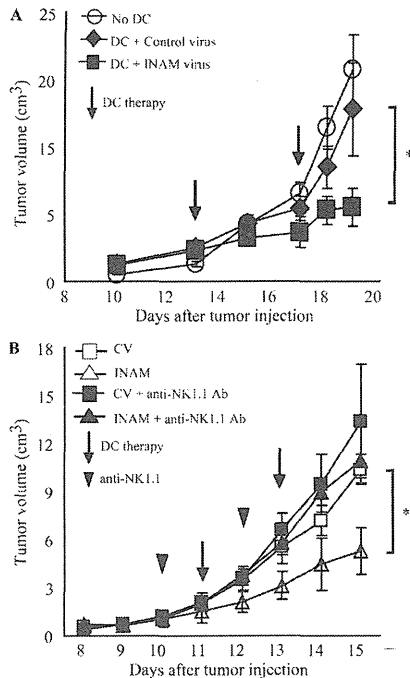 A
No DC
DC + Control virus
DC + INAM virus
DC therapy
Tumor volume (cm³)
25
20
15
10
5
0
*
8 10 12 14 16 18 20
Days after tumor injection
B
CV
INAM
CV + anti-NK1.1 Ab
INAM + anti-NK1.1 Ab
DC therapy
anti-NK1.1
Tumor volume (cm³)
18
15
12
9
6
3
0
*
8 9 10 11 12 13 14 15
Days after tumor injection